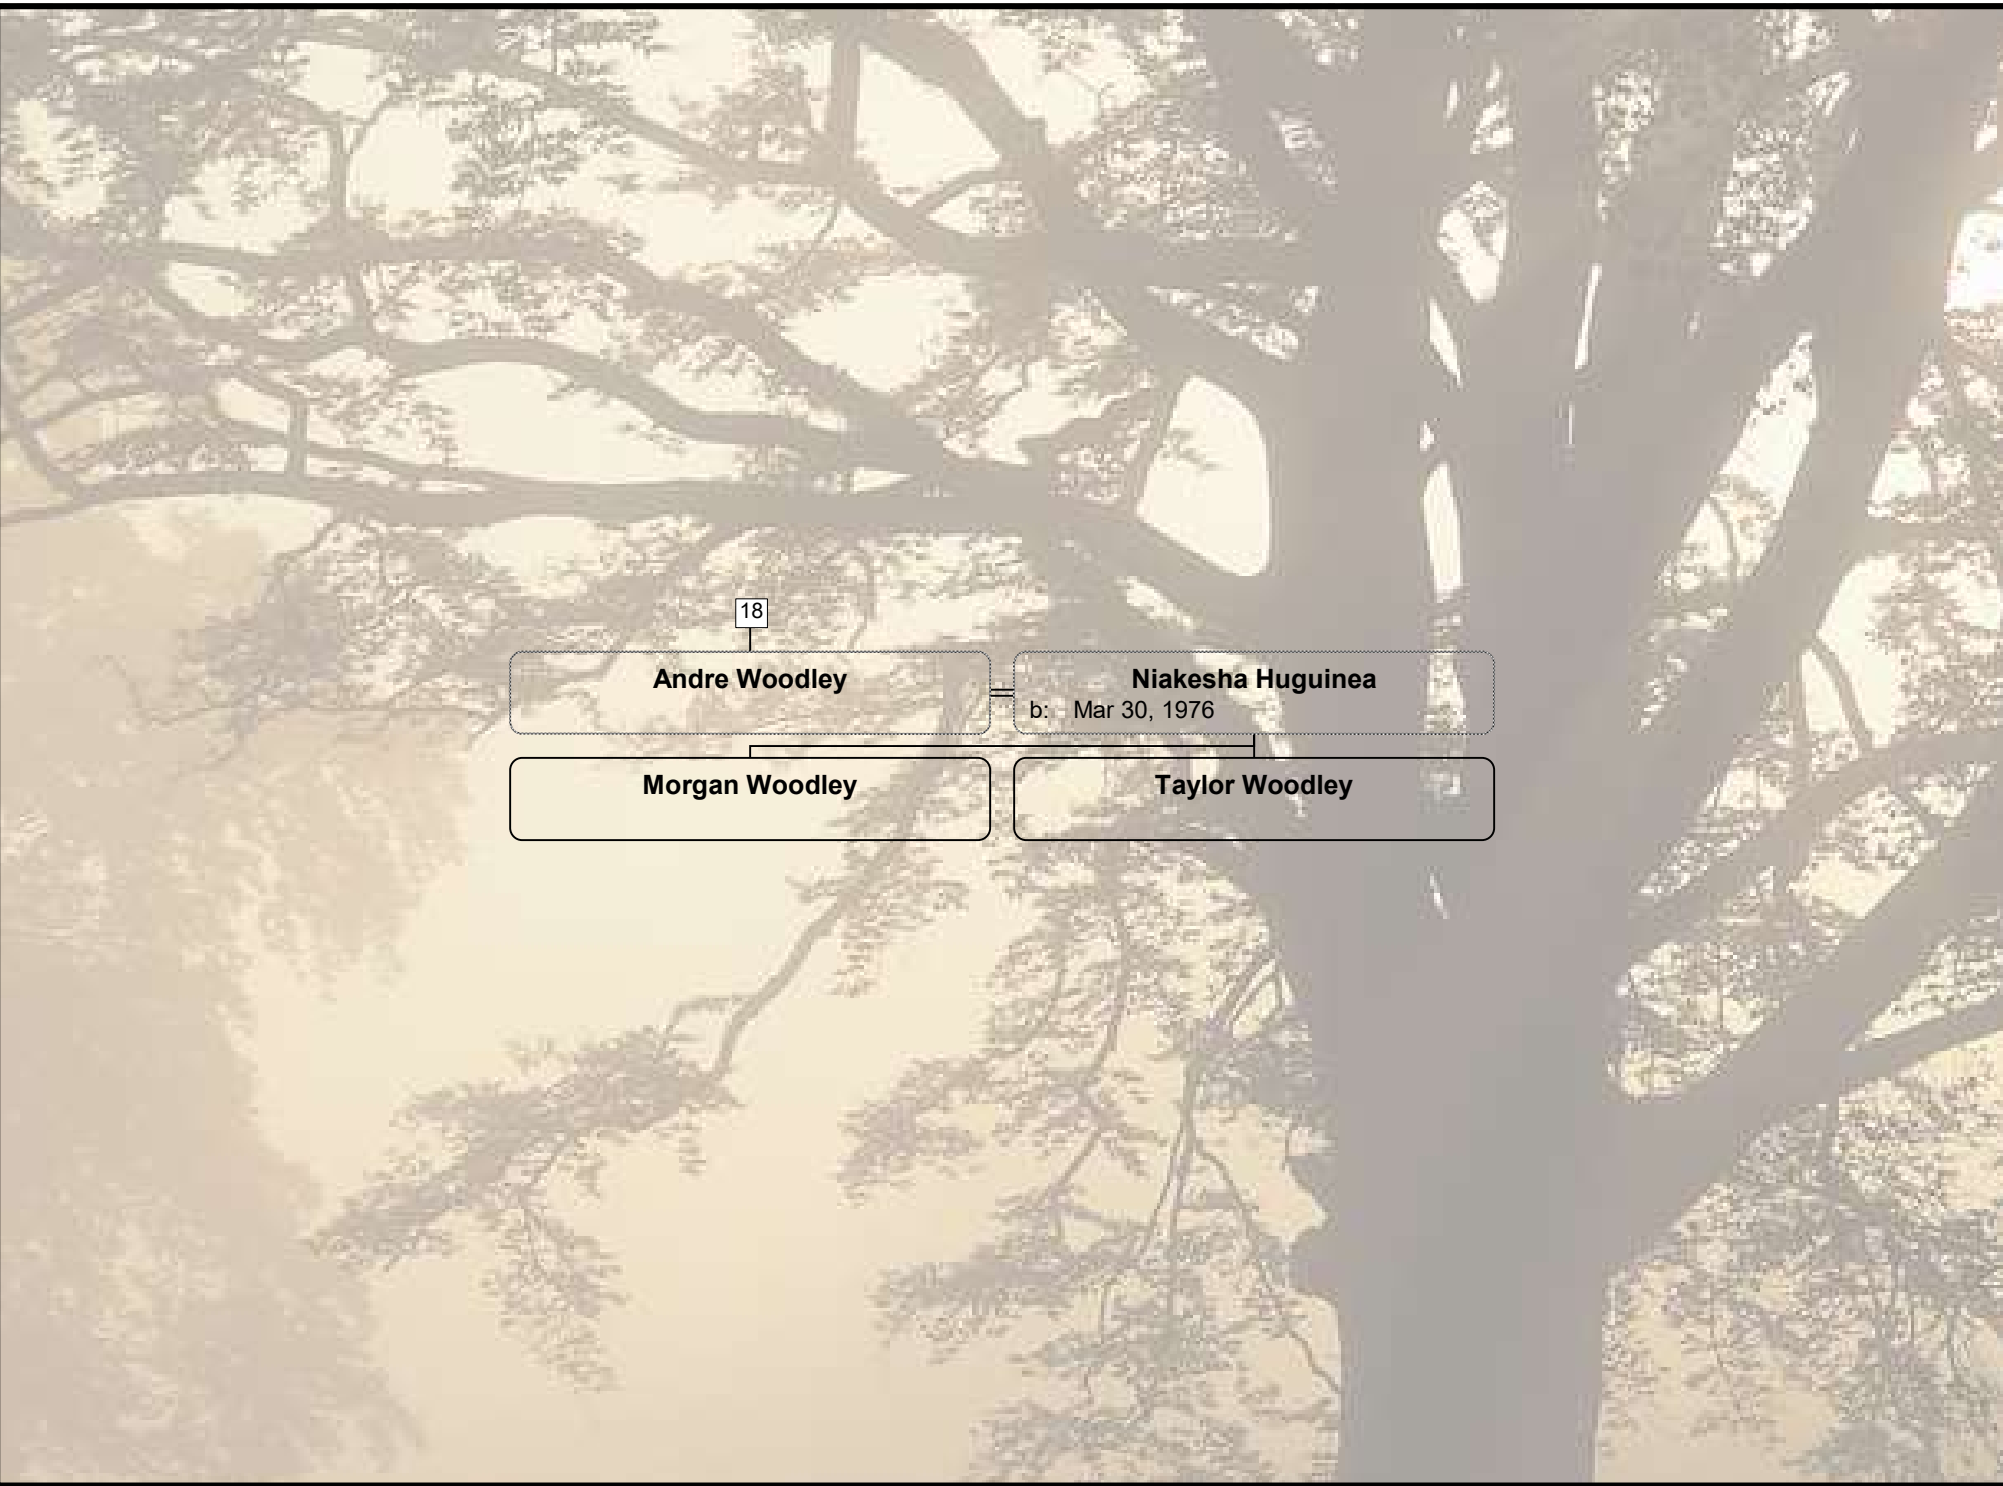 18
Andre Woodley
Niakesha Huguinea
b: Mar 30, 1976
Morgan Woodley
Taylor Woodley